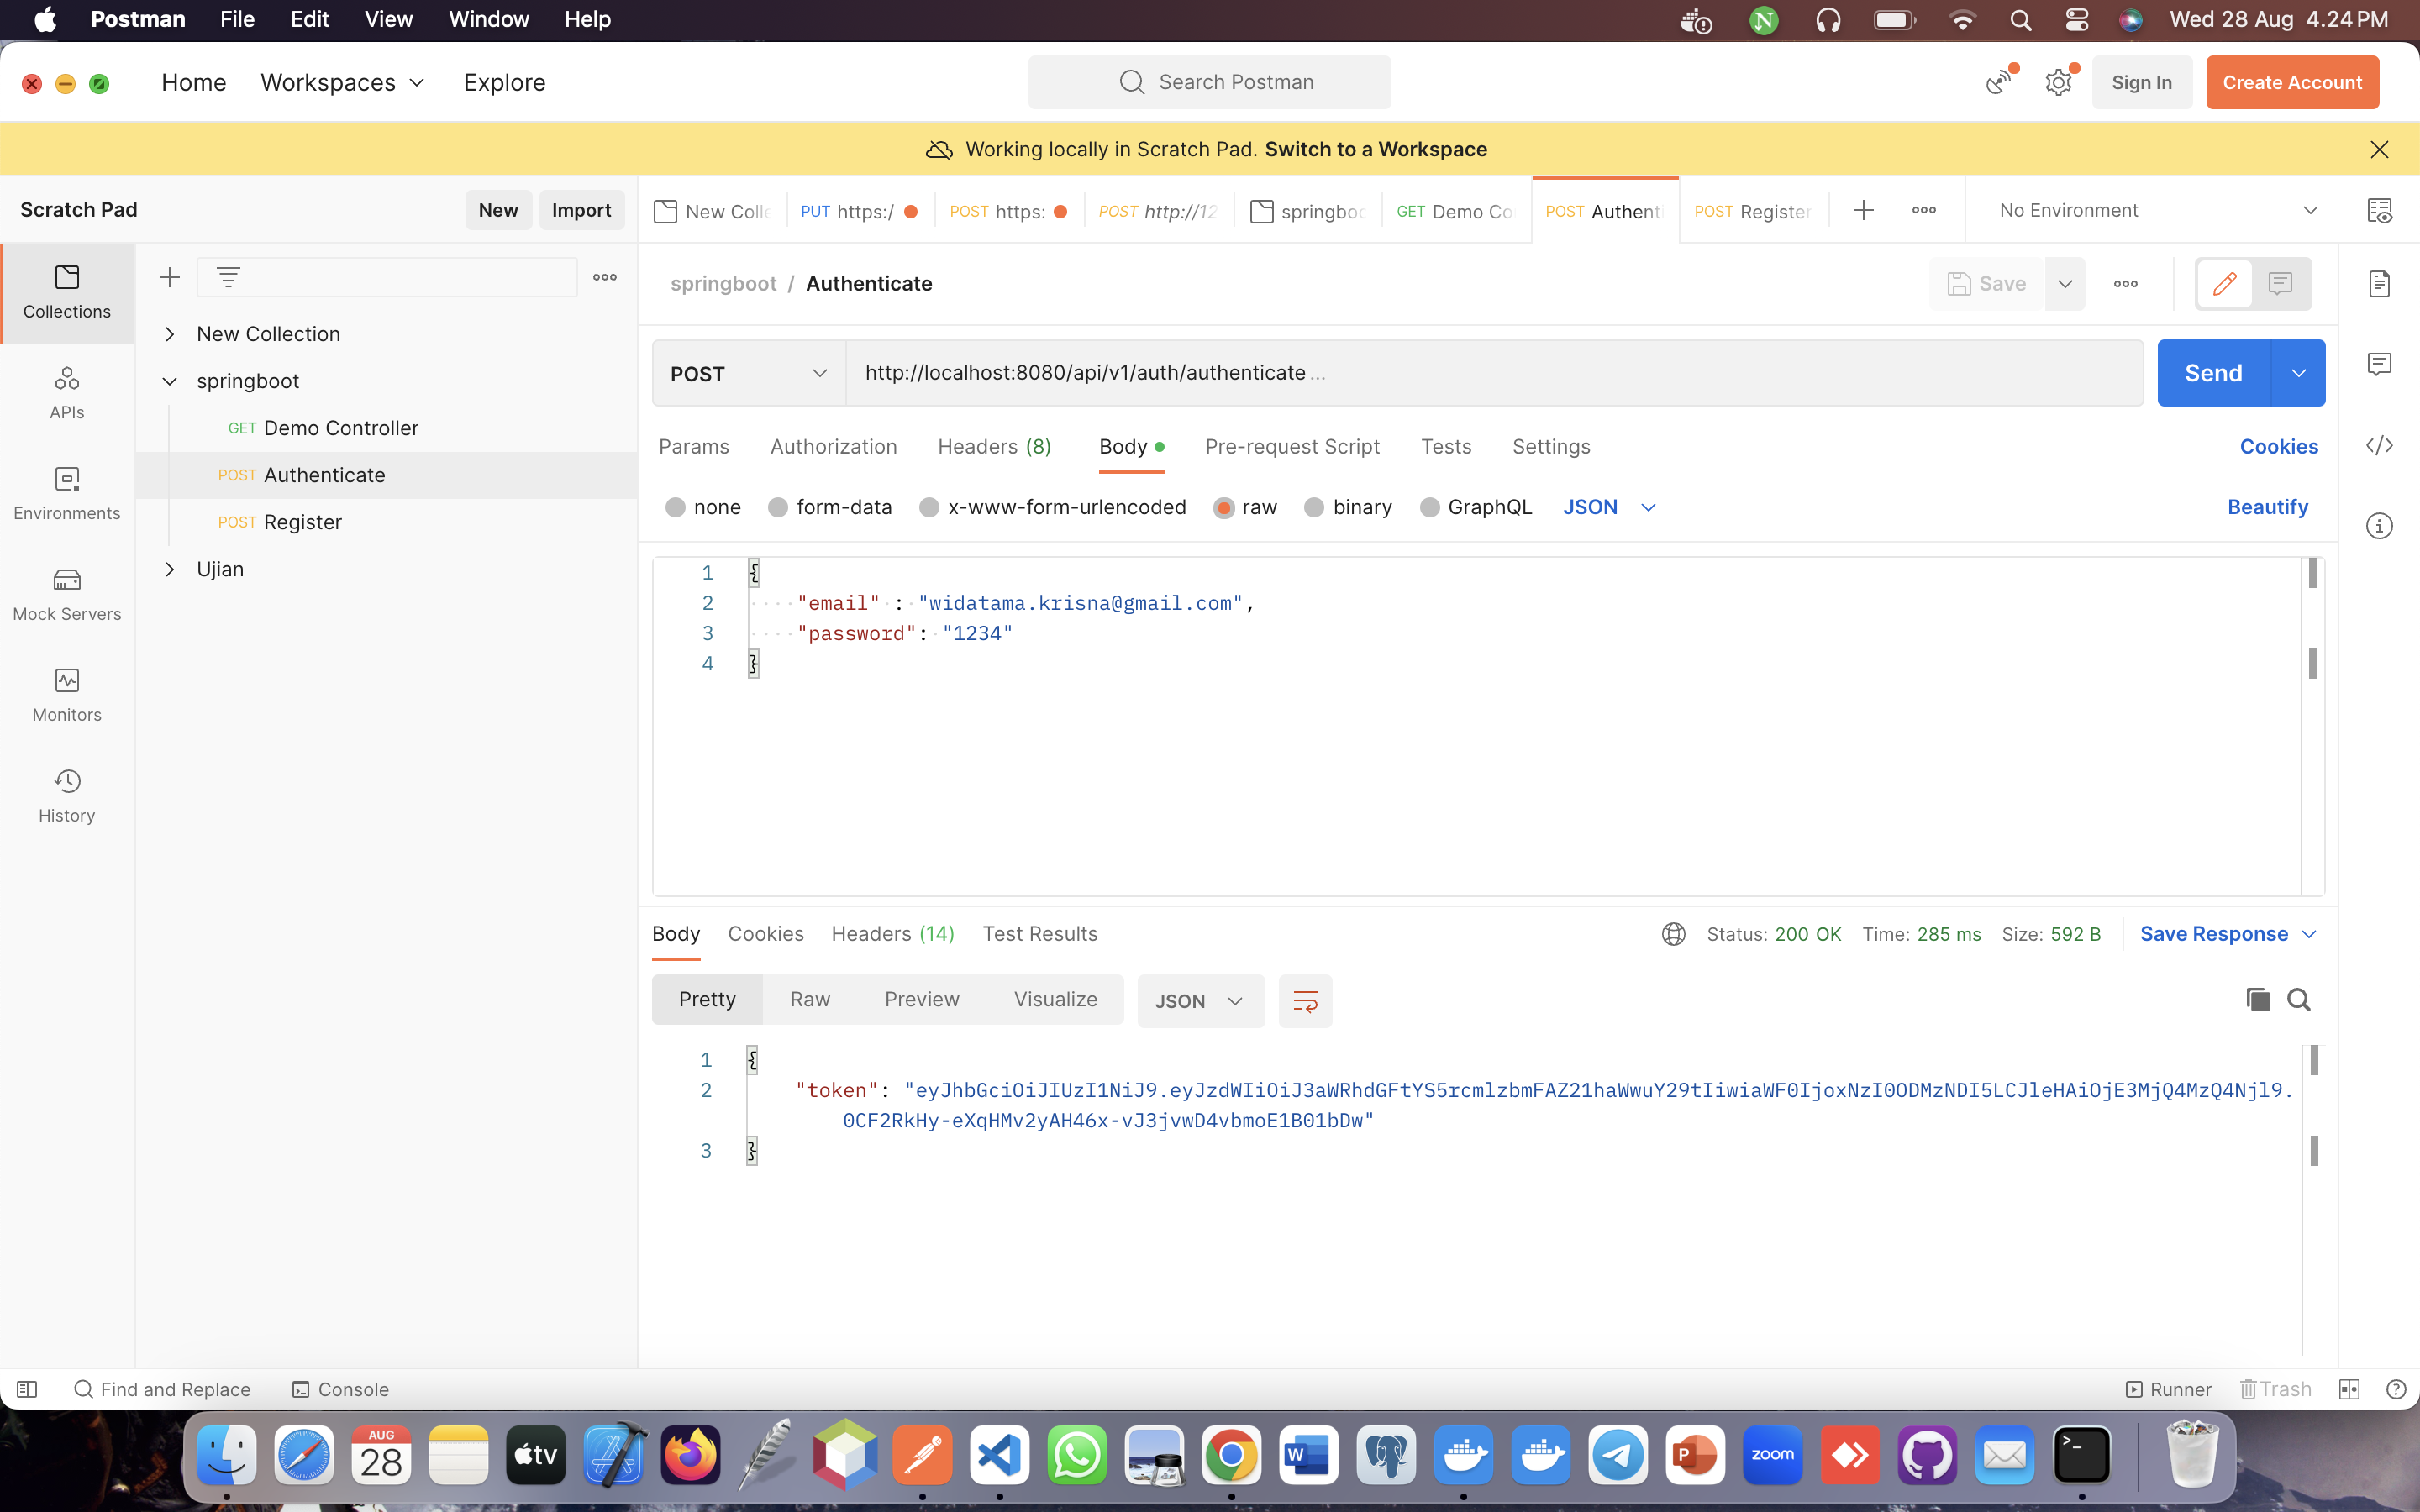 Postman File Edit View Window Help
Wed 28 Aug 4.24 PM
Home Workspaces Explore
Search Postman
Sign In
Create Account
Working locally in Scratch Pad. Switch to a Workspace
Scratch Pad
New
Import
New Colle
PUT https:/
POST https:
POST http://12
springboo
GET Demo Co
POST Authenti
POST Register
No Environment
Collections
APIs
Environments
Mock Servers
Monitors
History
New Collection
springboot
GET Demo Controller
POST Authenticate
POST Register
Ujian
springboot / Authenticate
Save
POST
http://localhost:8080/api/v1/auth/authenticate ...
Send
Params Authorization Headers (8) Body Pre-request Script Tests Settings
Cookies
none form-data x-www-form-urlencoded raw binary GraphQL JSON
Beautify
1 {
2 "email" : "widatama.krisna@gmail.com",
3 "password": "1234"
4 }
Body Cookies Headers (14) Test Results
Status: 200 OK Time: 285 ms Size: 592 B
Save Response
Pretty Raw Preview Visualize
JSON
1 {
2 "token": "eyJhbGciOiJIUzI1NiJ9.eyJzdWIiOiJ3aWRhdGFtYS5rcmlzbmFAZ21haWwuY29tIiwiaWF0IjoxNzI0ODMzNDI5LCJleHAiOjE3MjQ4MzQ4Njl9.
0CF2RkHy-eXqHMv2yAH46x-vJ3jvwD4vbmoE1B01bDw"
3 }
Find and Replace
Console
Runner
Trash
AUG
28
tv
W
P
zoom
>_